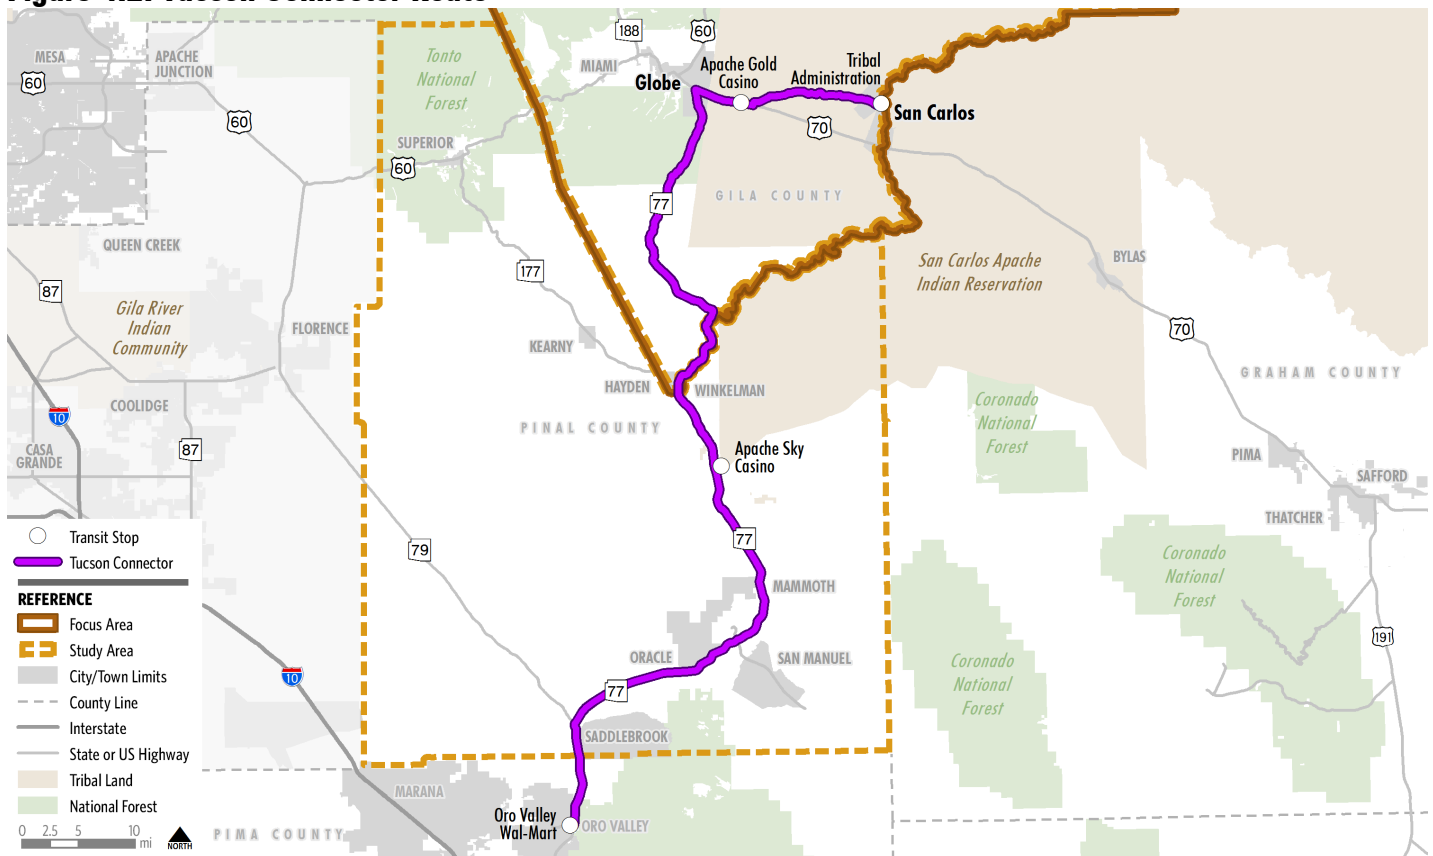 MESA
60
APACHE
JUNCTION
60
Tonto
National
Forest
188
60
MIAMI
Globe
Apache Gold
Casino
Tribal
Administration
San Carlos
70
SUPERIOR
60
77
GILA COUNTY
QUEEN CREEK
87
177
Gila River
Indian
Community
FLORENCE
San Carlos Apache
Indian Reservation
BYLAS
70
KEARNY
HAYDEN
WINKELMAN
GRAHAM COUNTY
COOLIDGE
10
PINAL COUNTY
Coronado
National
Forest
87
CASA
GRANDE
Apache Sky
Casino
PIMA
SAFFORD
THATCHER
77
79
Coronado
National
Forest
MAMMOTH
191
ORACLE
SAN MANUEL
10
77
Coronado
National
Forest
SADDLEBROOK
MARANA
Oro Valley
Wal-Mart
ORO VALLEY
PIMA COUNTY
Transit Stop
Tucson Connector
REFERENCE
Focus Area
Study Area
City/Town Limits
County Line
Interstate
State or US Highway
Tribal Land
National Forest
0 2.5 5 10
mi
NORTH